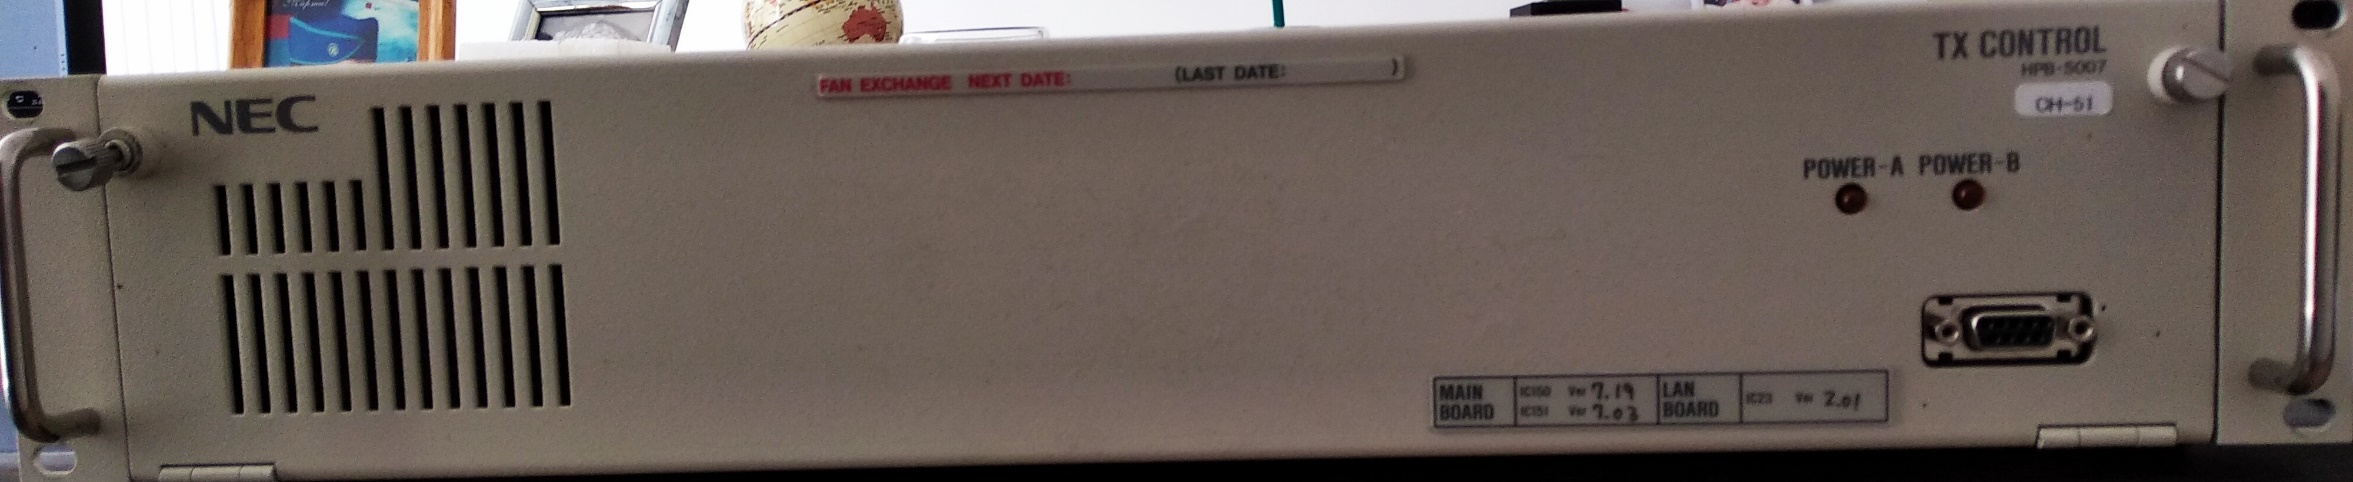 NEC
FAN EXCHANGE NEXT DATE: (LAST DATE: )
TX CONTROL
HPB-5007
CH-51
POWER-A POWER-B
MAIN BOARD
IC150 Ver 7.19
IC151 Ver 7.03
LAN BOARD
IC23 Ver 2.01